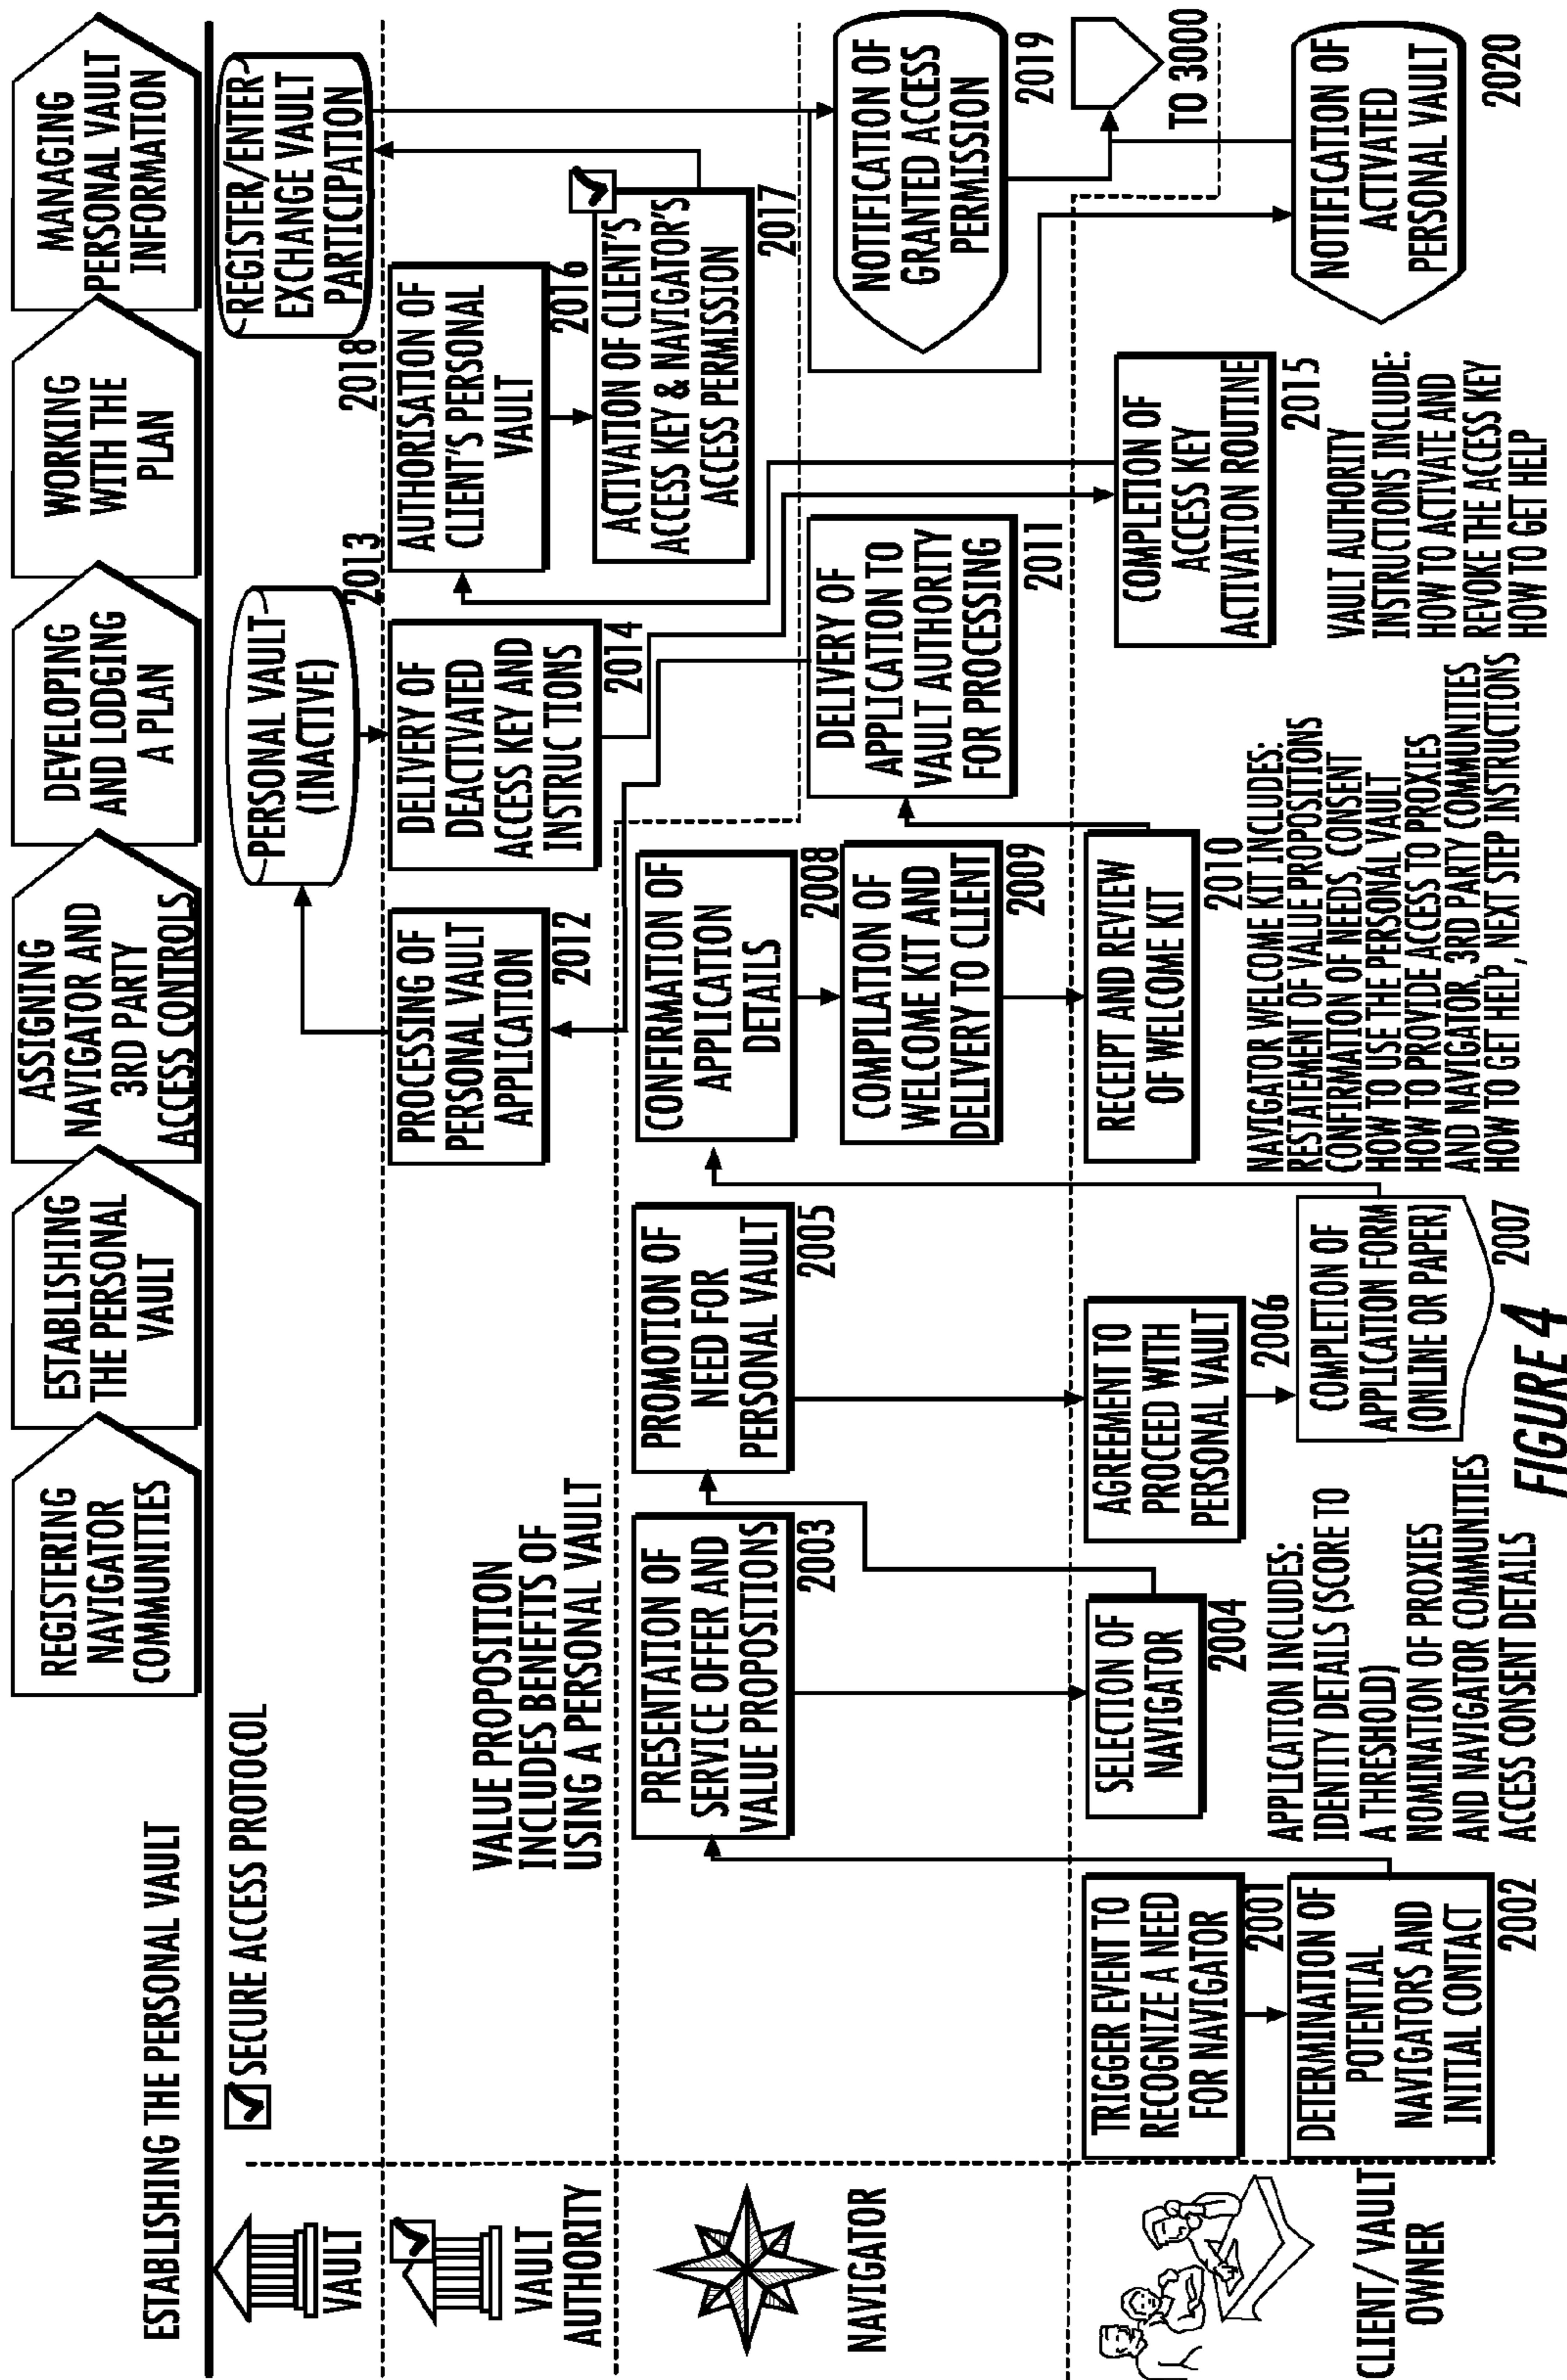 ESTABLISHING THE PERSONAL VAULT
REGISTERING
NAVIGATOR
COMMUNITIES
ESTABLISHING
THE PERSONAL
VAULT
ASSIGNING
NAVIGATOR AND
3RD PARTY
ACCESS CONTROLS
DEVELOPING
AND LODGING
A PLAN
WORKING
WITH THE
PLAN
MANAGING
PERSONAL VAULT
INFORMATION
VAULT
SECURE ACCESS PROTOCOL
PERSONAL VAULT
(INACTIVE)
2013
REGISTER/ENTER
EXCHANGE VAULT
PARTICIPATION
2018
VAULT
AUTHORITY
VALUE PROPOSITION
INCLUDES BENEFITS OF
USING A PERSONAL VAULT
PROCESSING OF
PERSONAL VAULT
APPLICATION
2012
DELIVERY OF
DEACTIVATED
ACCESS KEY AND
INSTRUC TIONS
2014
AUTHORISATION OF
CLIENT'S PERSONAL
VAULT
2016
ACTIVATION OF CLIENT'S
ACCESS KEY & NAVIGATOR'S
ACCESS PERMISSION
2017
NAVIGATOR
PRESENTATION OF
SERVICE OFFER AND
VALUE PROPOSITIONS
2003
PROMOTION OF
NEED FOR
PERSONAL VAULT
2005
CONFIRMATION OF
APPLICATION
DETAILS
2008
COMPILATION OF
WELCOME KIT AND
DELIVERY TO CLIENT
2009
DELIVERY OF
APPLICATION TO
VAULT AUTHORITY
FOR PROCESSING
2011
NOTIFICATION OF
GRANTED ACCESS
PERMISSION
2019
TO 3000
CLIENT/ VAULT
OWNER
TRIGGER EVENT TO
RECOGNIZE A NEED
FOR NAVIGATOR
2001
DETERMINATION OF
POTENTIAL
NAVIGATORS AND
INITIAL CONTACT
2002
SELECTION OF
NAVIGATOR
2004
APPLICATION INCLUDES:
IDENTITY DETAILS (SCORE TO
A THRESHOLD)
NOMINATION OF PROXIES
AND NAVIGATOR COMMUNITIES
ACCESS CONSENT DETAILS
AGREEMENT TO
PROCEED WITH
PERSONAL VAULT
2006
COMPLETION OF
APPLICATION FORM
(ONLINE OR PAPER)
2007
RECEIPT AND REVIEW
OF WELCOME KIT
2010
NAVIGATOR WELCOME KIT INCLUDES:
RESTATEMENT OF VALUE PROPOSITIONS
CONFIRMATION OF NEEDS, CONSENT
HOW TO USE THE PERSONAL VAULT
HOW TO PROVIDE ACCESS TO PROXIES
AND NAVIGATOR, 3RD PARTY COMMUNITIES
HOW TO GET HELP, NEXT STEP INSTRUCTIONS
COMPLETION OF
ACCESS KEY
ACTIVATION ROUTINE
2015
VAULT AUTHORITY
INSTRUCTIONS INCLUDE:
HOW TO ACTIVATE AND
REVOKE THE ACCESS KEY
HOW TO GET HELP
NOTIFICATION OF
ACTIVATED
PERSONAL VAULT
2020
FIGURE 4